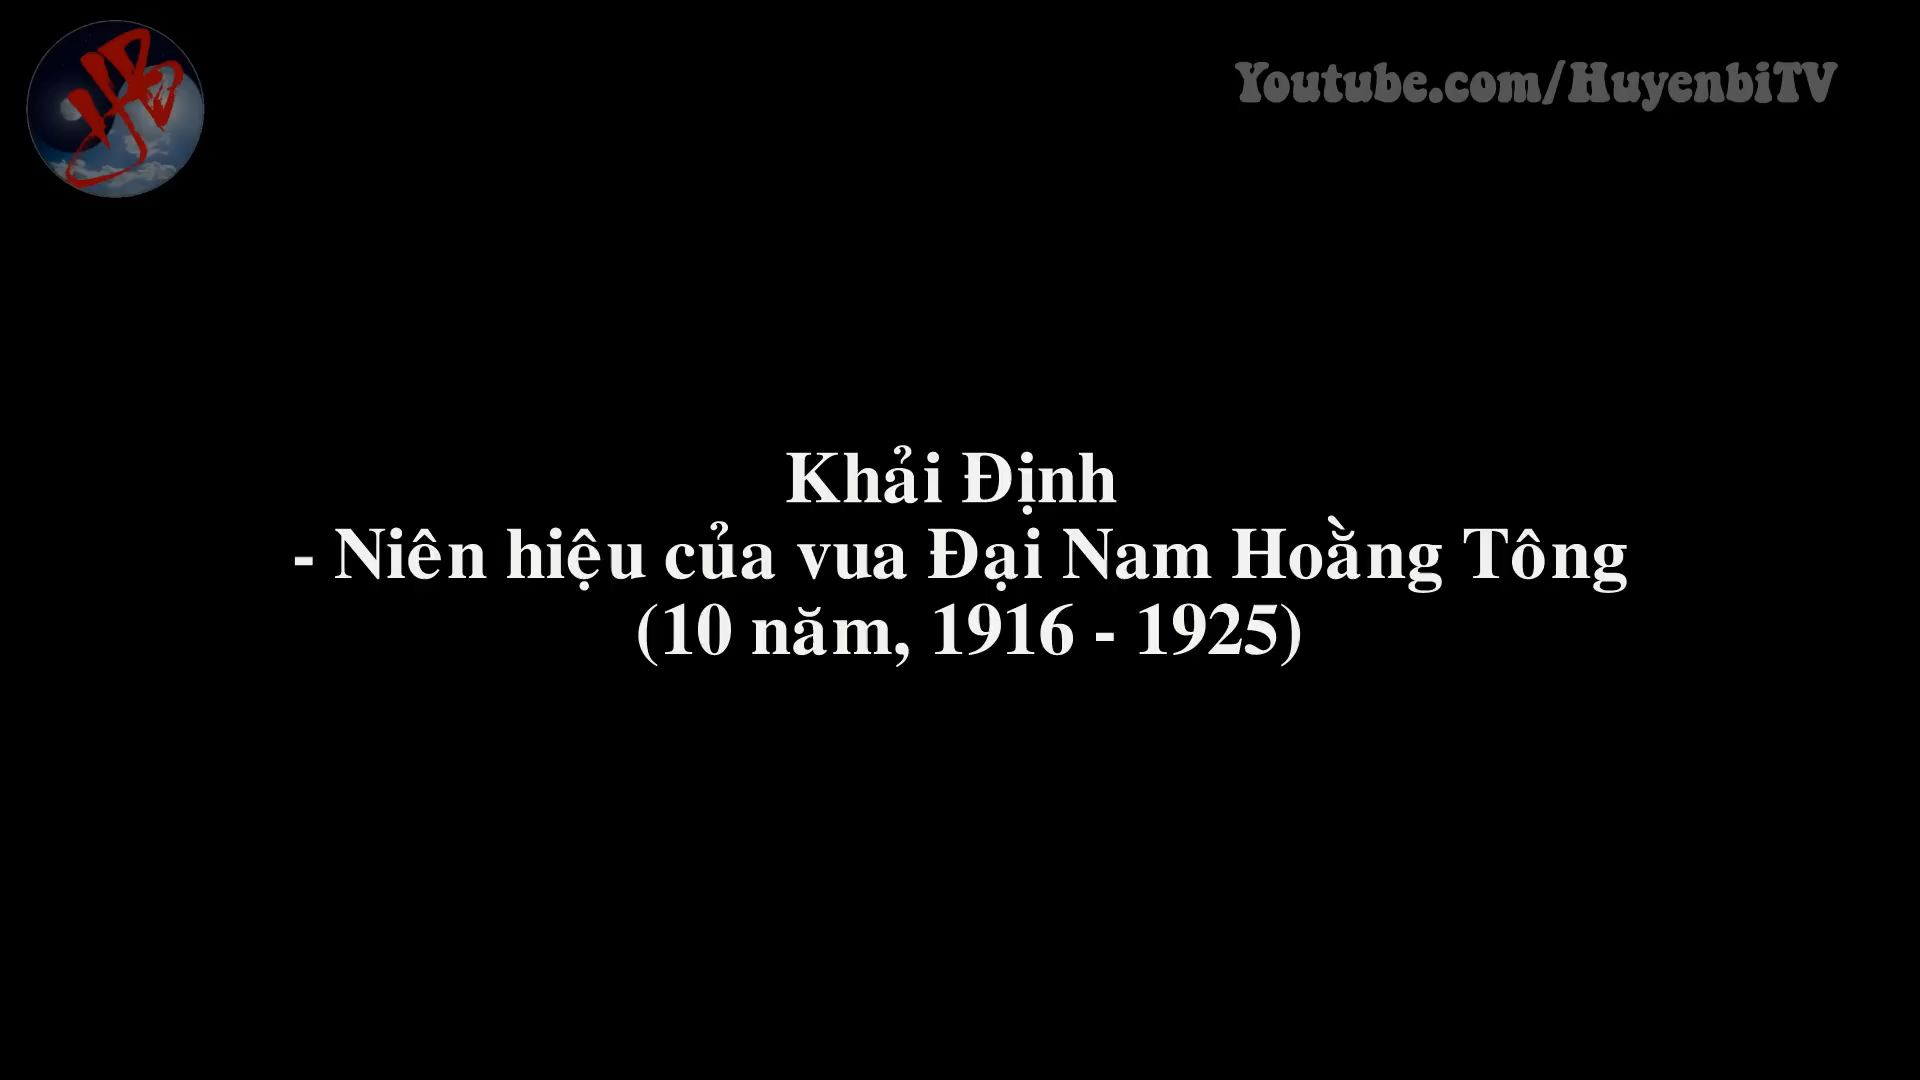 Youtube.com/HuyenbiTV
Khải Định
- Niên hiệu của vua Đại Nam Hoằng Tông
(10 năm, 1916 - 1925)